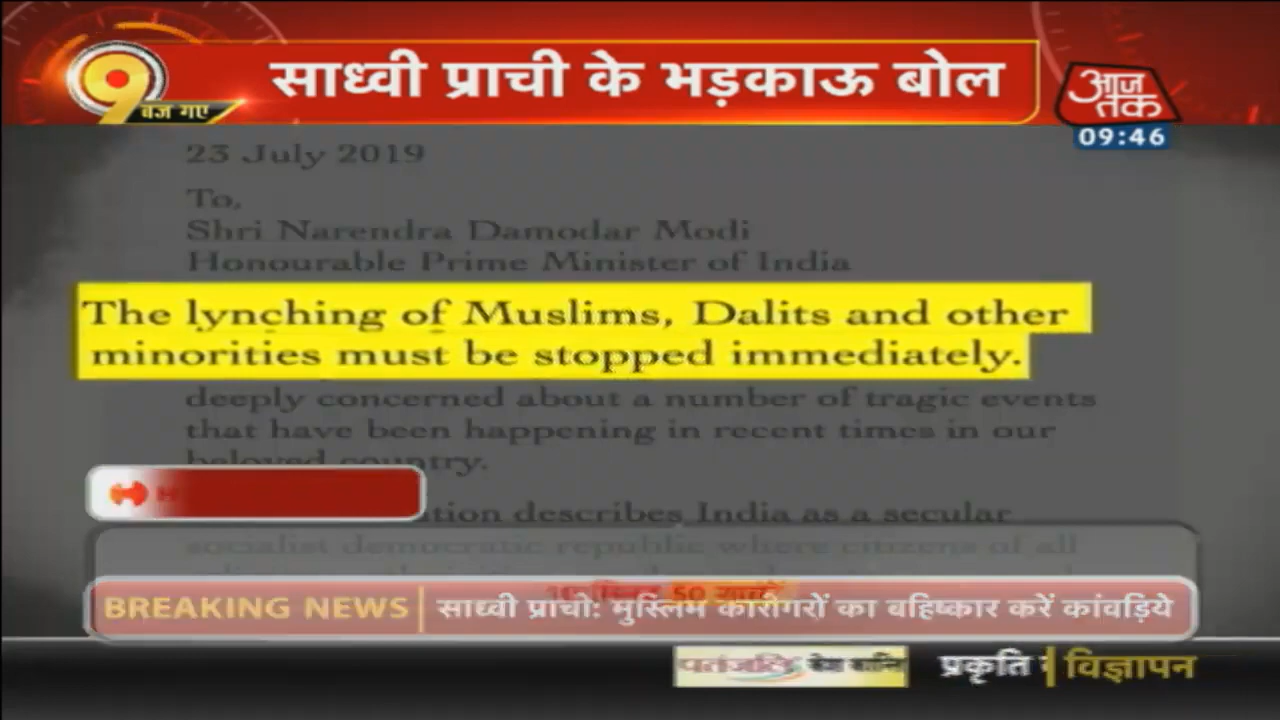 9
बज गए
साध्वी प्राची के भड़काऊ बोल
आज
तक
09:46
23 July 2019
To,
Shri Narendra Damodar Modi
Honourable Prime Minister of India
The lynching of Muslims, Dalits and other
minorities must be stopped immediately.
deeply concerned about a number of tragic events
that have been happening in recent times in our
beloved country.
tion describes India as a secular
socialist democratic republic where citizens of all
50
BREAKING NEWS साध्वी प्राची: मुस्लिम कारीगरों का बहिष्कार करें कांवड़िये
पतंजलि प्रकृति विज्ञापन